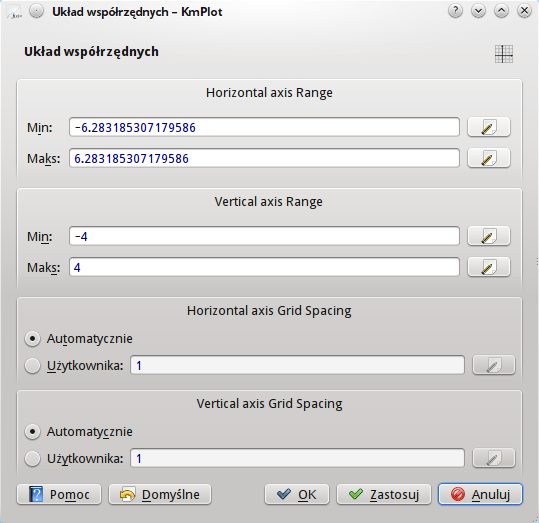 Układ współrzędnych – KmPlot
Układ współrzędnych
Horizontal axis Range
Min: -6.283185307179586
Maks: 6.283185307179586
Vertical axis Range
Min: -4
Maks: 4
Horizontal axis Grid Spacing
Automatycznie
Użytkownika: 1
Vertical axis Grid Spacing
Automatycznie
Użytkownika: 1
Pomoc Domyślne OK Zastosuj Anuluj